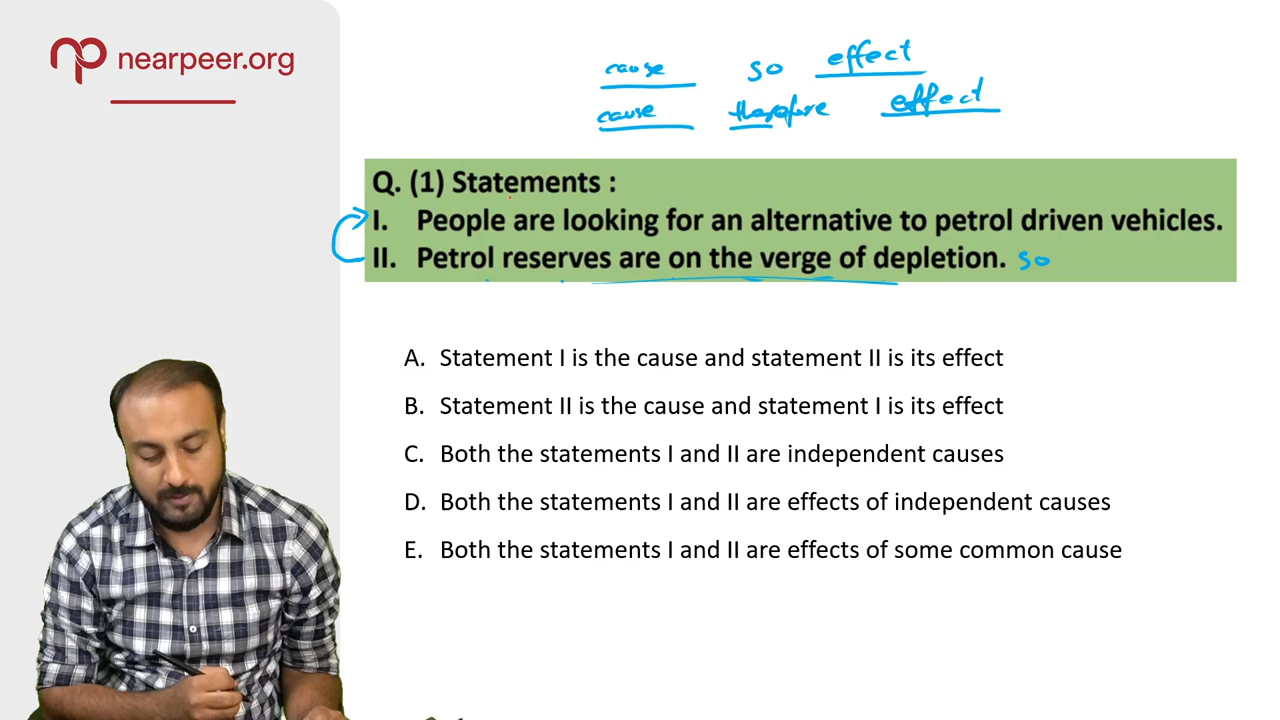 nearpeer.org
cause so effect
cause therefore effect
Q. (1) Statements :
I. People are looking for an alternative to petrol driven vehicles.
II. Petrol reserves are on the verge of depletion. so
A. Statement I is the cause and statement II is its effect
B. Statement II is the cause and statement I is its effect
C. Both the statements I and II are independent causes
D. Both the statements I and II are effects of independent causes
E. Both the statements I and II are effects of some common cause